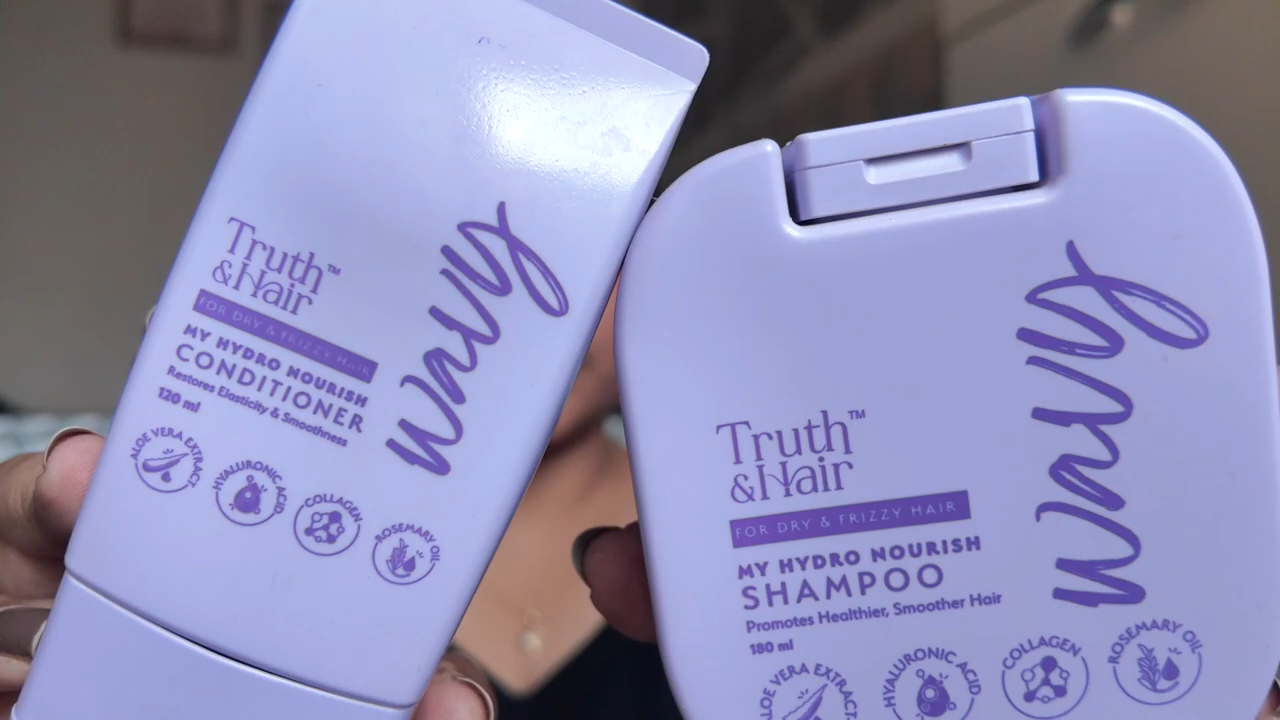 Truth
&Hair™
FOR DRY & FRIZZY HAIR
MY HYDRO NOURISH
CONDITIONER
Restores Elasticity & Smoothness
120 ml
ALOE VERA EXTRACT
HYALURONIC ACID
COLLAGEN
ROSEMARY OIL
wavy
Truth™
&Hair
FOR DRY & FRIZZY HAIR
MY HYDRO NOURISH
SHAMPOO
Promotes Healthier, Smoother Hair
180 ml
ALOE VERA EXTRACT
HYALURONIC ACID
COLLAGEN
ROSEMARY OIL
wavy